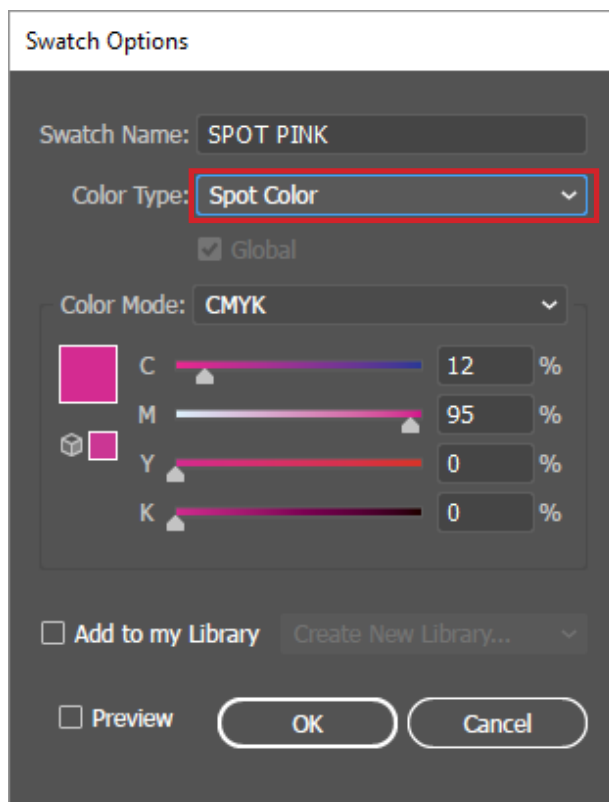 Swatch Options
Swatch Name: SPOT PINK
Color Type: Spot Color
Global
Color Mode: CMYK
C 12 %
M 95 %
Y 0 %
K 0 %
Add to my Library Create New Library...
Preview OK Cancel